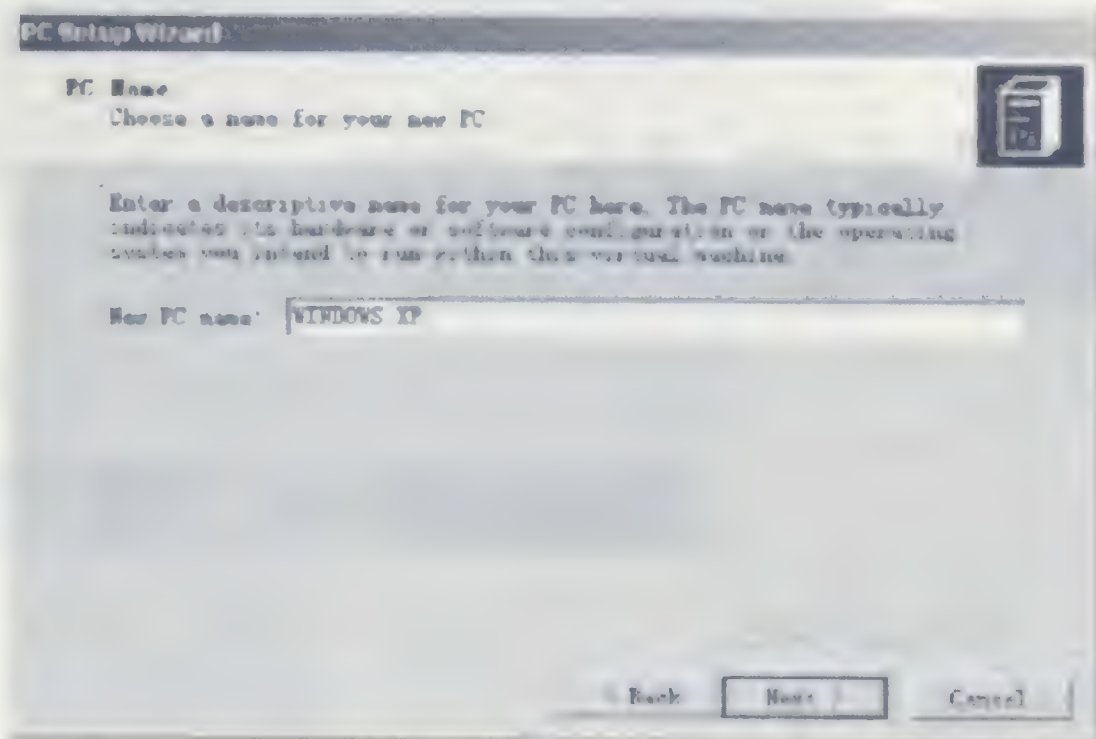 PC Setup Wizard
PC Name
Choose a name for your new PC
Enter a descriptive name for your PC here. The PC name typically
indicates its hardware or software configuration or the operating
system you intend to run within this virtual machine.
New PC name:
WINDOWS XP
< Back
Next >
Cancel